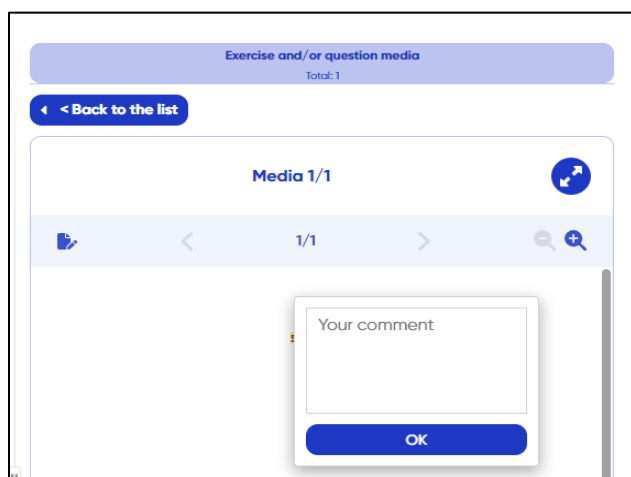 Exercise and/or question media
Total: 1
< Back to the list
Media 1/1
1/1
Your comment
OK